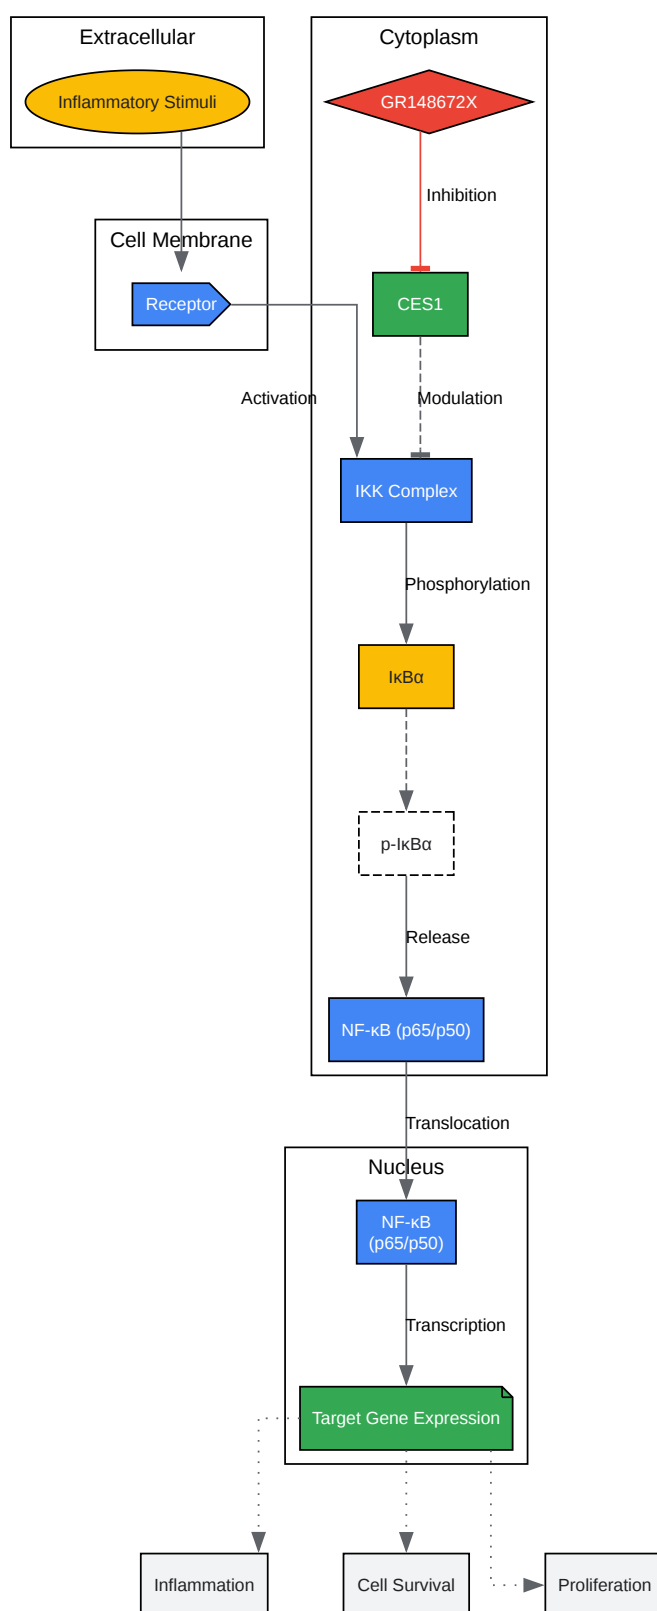 Extracellular
Cytoplasm
Inflammatory Stimuli
GR148672X
Inhibition
Cell Membrane
Receptor
CES1
Activation
Modulation
IKK Complex
Phosphorylation
IκBα
p-IκBα
Release
NF-κB (p65/p50)
Translocation
Nucleus
NF-κB
(p65/p50)
Transcription
Target Gene Expression
Inflammation
Cell Survival
Proliferation